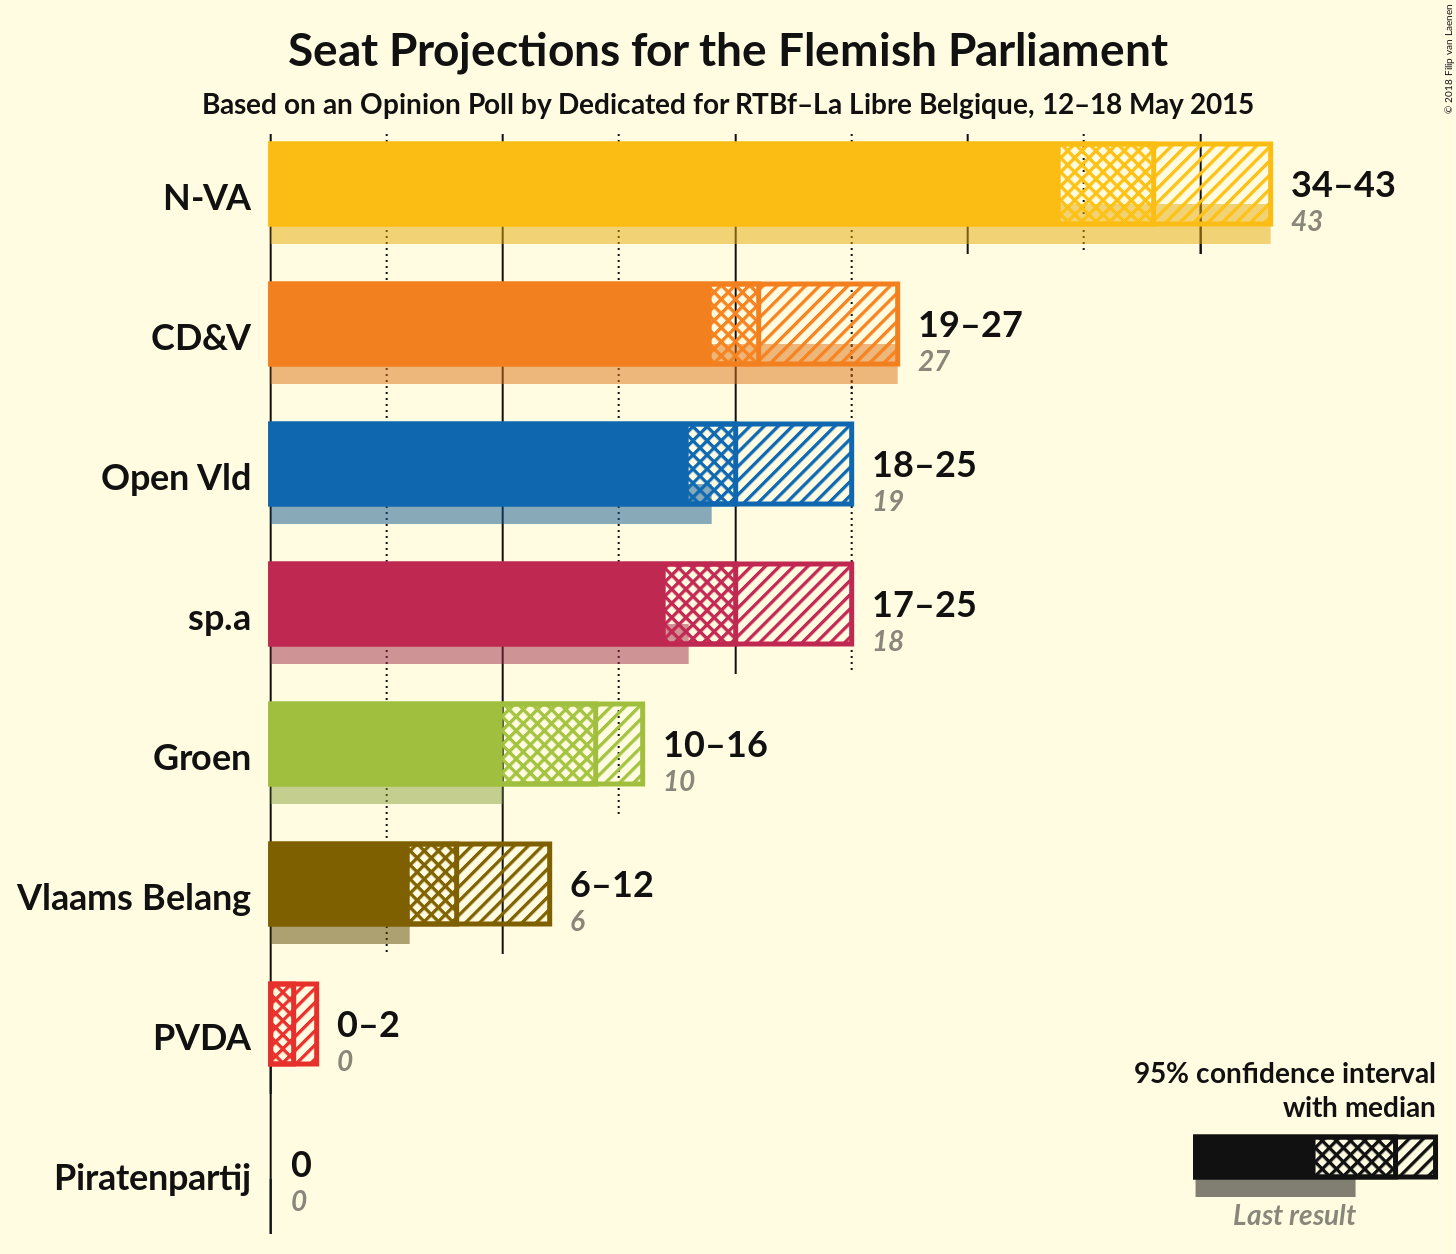 Seat Projections for the Flemish Parliament
Based on an Opinion Poll by Dedicated for RTBf–La Libre Belgique, 12–18 May 2015
© 2018 Filip van Laenen
N-VA
34–43
43
CD&V
19–27
27
Open Vld
18–25
19
sp.a
17–25
18
Groen
10–16
10
Vlaams Belang
6–12
6
PVDA
0–2
0
Piratenpartij
0
0
95% confidence interval
with median
Last result